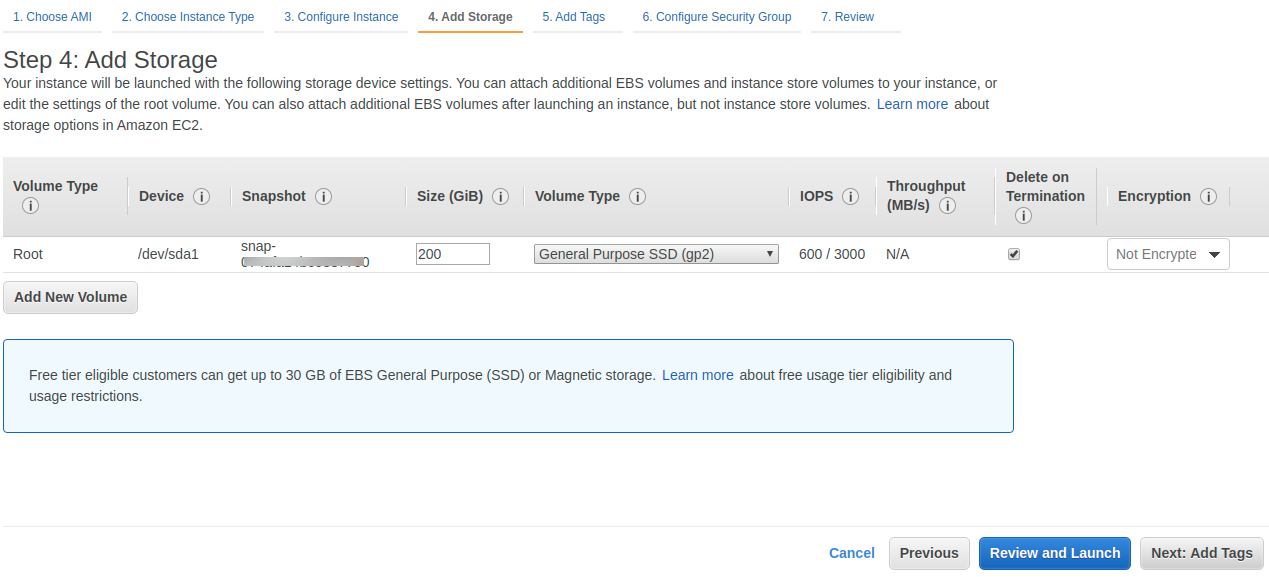 1. Choose AMI 2. Choose Instance Type 3. Configure Instance 4. Add Storage 5. Add Tags 6. Configure Security Group 7. Review
Step 4: Add Storage
Your instance will be launched with the following storage device settings. You can attach additional EBS volumes and instance store volumes to your instance, or
edit the settings of the root volume. You can also attach additional EBS volumes after launching an instance, but not instance store volumes. Learn more about
storage options in Amazon EC2.
Volume Type Device Snapshot Size (GiB) Volume Type IOPS Throughput (MB/s) Delete on Termination Encryption
Root /dev/sda1 snap- 200 General Purpose SSD (gp2) 600 / 3000 N/A Not Encrypte
Add New Volume
Free tier eligible customers can get up to 30 GB of EBS General Purpose (SSD) or Magnetic storage. Learn more about free usage tier eligibility and
usage restrictions.
Cancel Previous Review and Launch Next: Add Tags